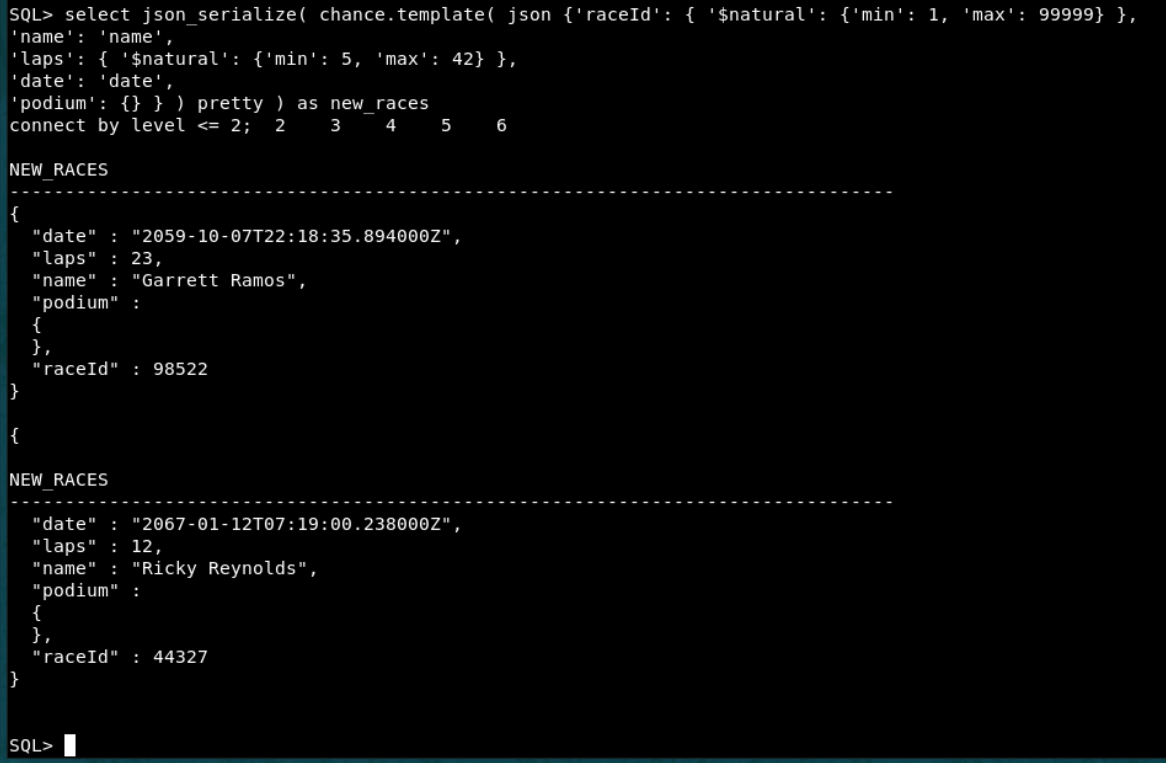 SQL> select json_serialize( chance.template( json {'raceId': { '$natural': {'min': 1, 'max': 99999} },
'name': 'name',
'laps': { '$natural': {'min': 5, 'max': 42} },
'date': 'date',
'podium': {} } ) pretty ) as new_races
connect by level <= 2;  2    3    4    5    6

NEW_RACES
--------------------------------------------------------------------------------
{
  "date" : "2059-10-07T22:18:35.894000Z",
  "laps" : 23,
  "name" : "Garrett Ramos",
  "podium" :
  {
  },
  "raceId" : 98522
}

{

NEW_RACES
--------------------------------------------------------------------------------
  "date" : "2067-01-12T07:19:00.238000Z",
  "laps" : 12,
  "name" : "Ricky Reynolds",
  "podium" :
  {
  },
  "raceId" : 44327
}

SQL>